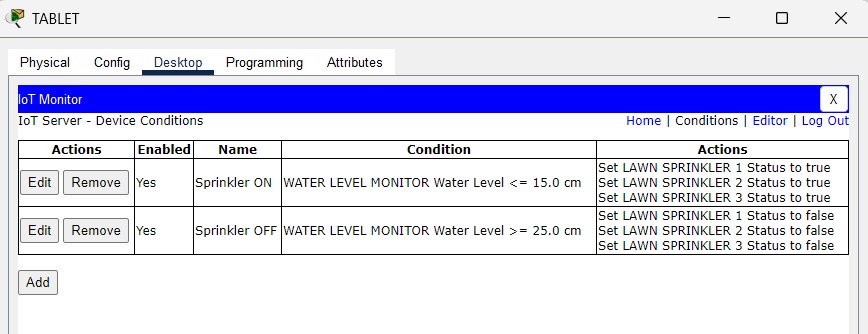 TABLET
Physical Config Desktop Programming Attributes
IoT Monitor X
IoT Server - Device Conditions Home | Conditions | Editor | Log Out
Actions Enabled Name Condition Actions
Edit Remove Yes Sprinkler ON WATER LEVEL MONITOR Water Level <= 15.0 cm Set LAWN SPRINKLER 1 Status to true
Set LAWN SPRINKLER 2 Status to true
Set LAWN SPRINKLER 3 Status to true
Edit Remove Yes Sprinkler OFF WATER LEVEL MONITOR Water Level >= 25.0 cm Set LAWN SPRINKLER 1 Status to false
Set LAWN SPRINKLER 2 Status to false
Set LAWN SPRINKLER 3 Status to false
Add